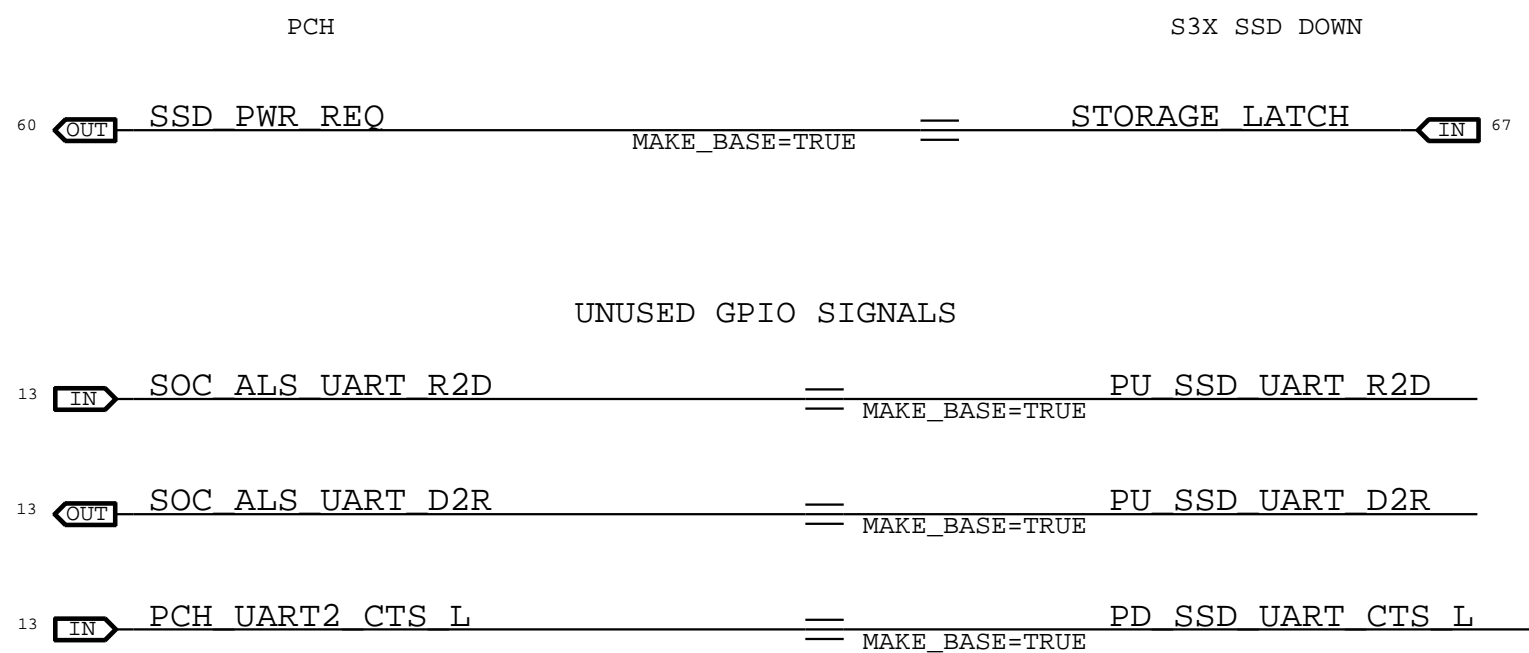 PCH S3X SSD DOWN
60 OUT SSD_PWR_REQ STORAGE_LATCH IN 67
MAKE_BASE=TRUE
UNUSED GPIO SIGNALS
13 IN SOC_ALS_UART_R2D PU_SSD_UART_R2D
MAKE_BASE=TRUE
13 OUT SOC_ALS_UART_D2R PU_SSD_UART_D2R
MAKE_BASE=TRUE
13 IN PCH_UART2_CTS_L PD_SSD_UART_CTS_L
MAKE_BASE=TRUE